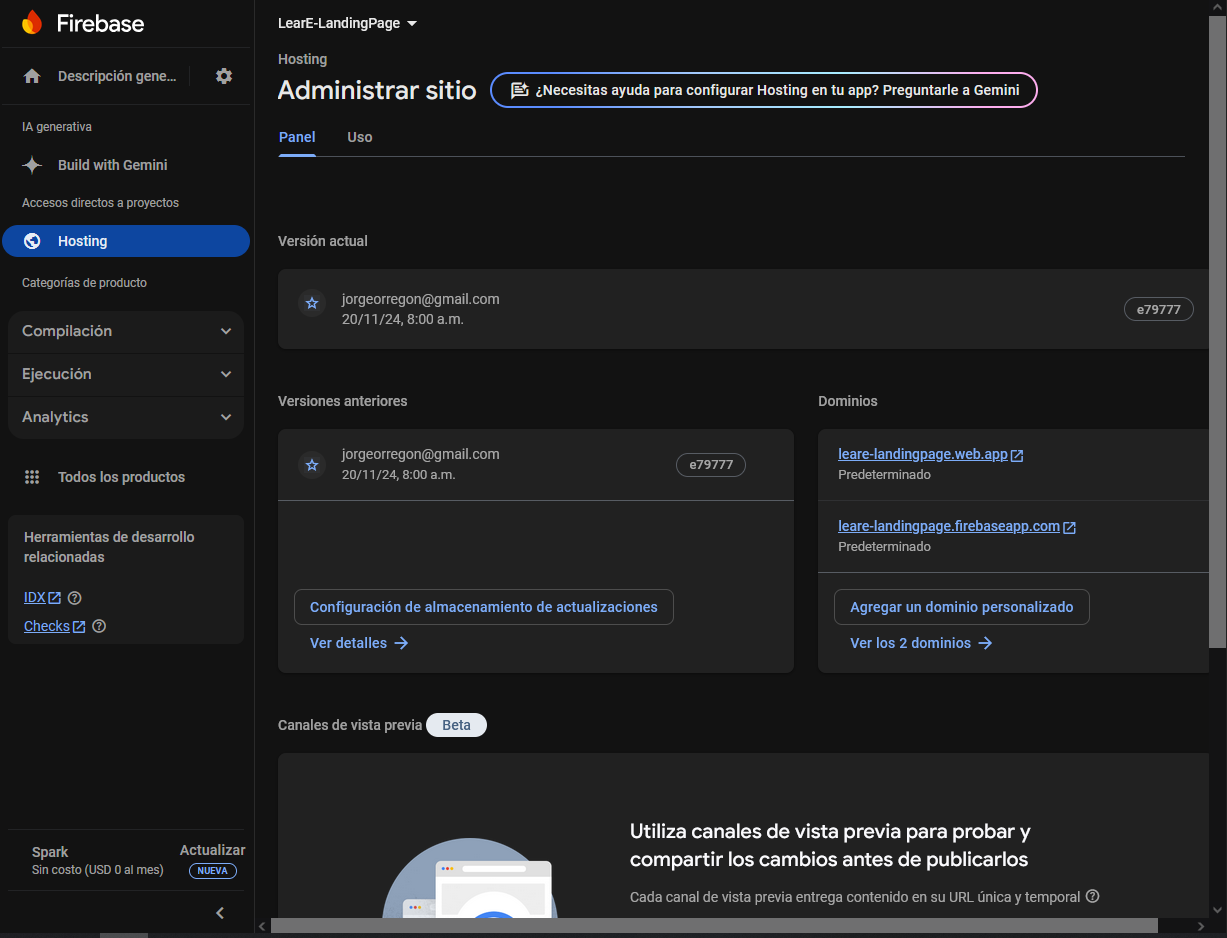 Firebase
Descripción gene...
IA generativa
Build with Gemini
Accesos directos a proyectos
Hosting
Categorías de producto
Compilación
Ejecución
Analytics
Todos los productos
Herramientas de desarrollo
relacionadas
IDX
Checks
Spark
Sin costo (USD 0 al mes)
Actualizar
NUEVA
LearE-LandingPage
Hosting
Administrar sitio
¿Necesitas ayuda para configurar Hosting en tu app? Preguntarle a Gemini
Panel
Uso
Versión actual
jorgeorregon@gmail.com
20/11/24, 8:00 a.m.
e79777
Versiones anteriores
jorgeorregon@gmail.com
20/11/24, 8:00 a.m.
e79777
Configuración de almacenamiento de actualizaciones
Ver detalles
Dominios
leare-landingpage.web.app
Predeterminado
leare-landingpage.firebaseapp.com
Predeterminado
Agregar un dominio personalizado
Ver los 2 dominios
Canales de vista previa
Beta
Utiliza canales de vista previa para probar y
compartir los cambios antes de publicarlos
Cada canal de vista previa entrega contenido en su URL única y temporal